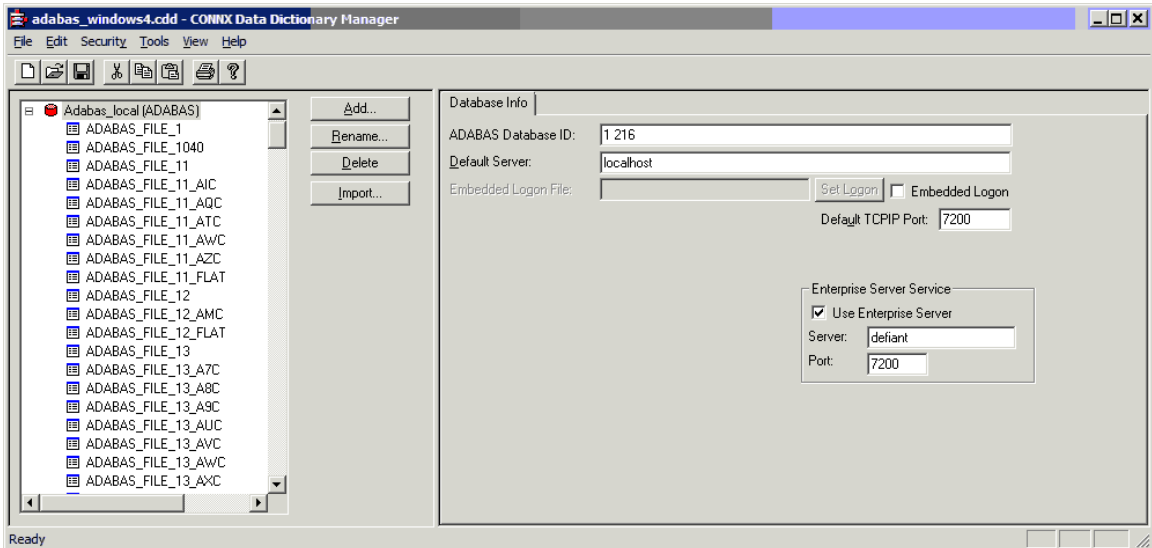 adabas_windows4.cdd - CONNX Data Dictionary Manager
File Edit Security Tools View Help
Adabas_local (ADABAS)
ADABAS_FILE_1
ADABAS_FILE_1040
ADABAS_FILE_11
ADABAS_FILE_11_AIC
ADABAS_FILE_11_AQC
ADABAS_FILE_11_ATC
ADABAS_FILE_11_AWC
ADABAS_FILE_11_AZC
ADABAS_FILE_11_FLAT
ADABAS_FILE_12
ADABAS_FILE_12_AMC
ADABAS_FILE_12_FLAT
ADABAS_FILE_13
ADABAS_FILE_13_A7C
ADABAS_FILE_13_A8C
ADABAS_FILE_13_A9C
ADABAS_FILE_13_AUC
ADABAS_FILE_13_AVC
ADABAS_FILE_13_AWC
ADABAS_FILE_13_AXC
Add...
Rename...
Delete
Import...
Database Info
ADABAS Database ID: 1 216
Default Server: localhost
Embedded Logon File: Set Logon Embedded Logon
Default TCPIP Port: 7200
Enterprise Server Service
Use Enterprise Server
Server: defiant
Port: 7200
Ready